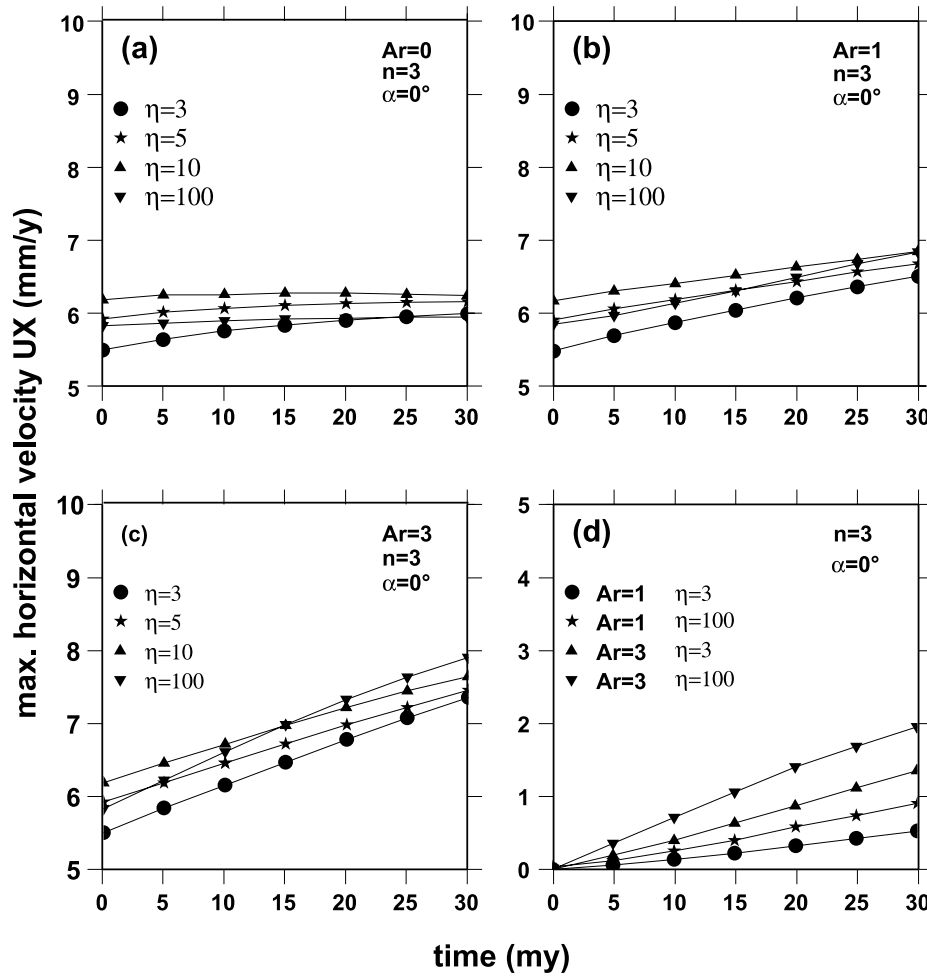 max. horizontal velocity UX (mm/y)
(a)
Ar=0
n=3
α=0°
η=3
η=5
η=10
η=100
10
9
8
7
6
5
0 5 10 15 20 25 30
(b)
Ar=1
n=3
α=0°
η=3
η=5
η=10
η=100
10
9
8
7
6
5
0 5 10 15 20 25 30
(c)
Ar=3
n=3
α=0°
η=3
η=5
η=10
η=100
10
9
8
7
6
5
0 5 10 15 20 25 30
(d)
n=3
α=0°
Ar=1 η=3
Ar=1 η=100
Ar=3 η=3
Ar=3 η=100
5
4
3
2
1
0
0 5 10 15 20 25 30
time (my)